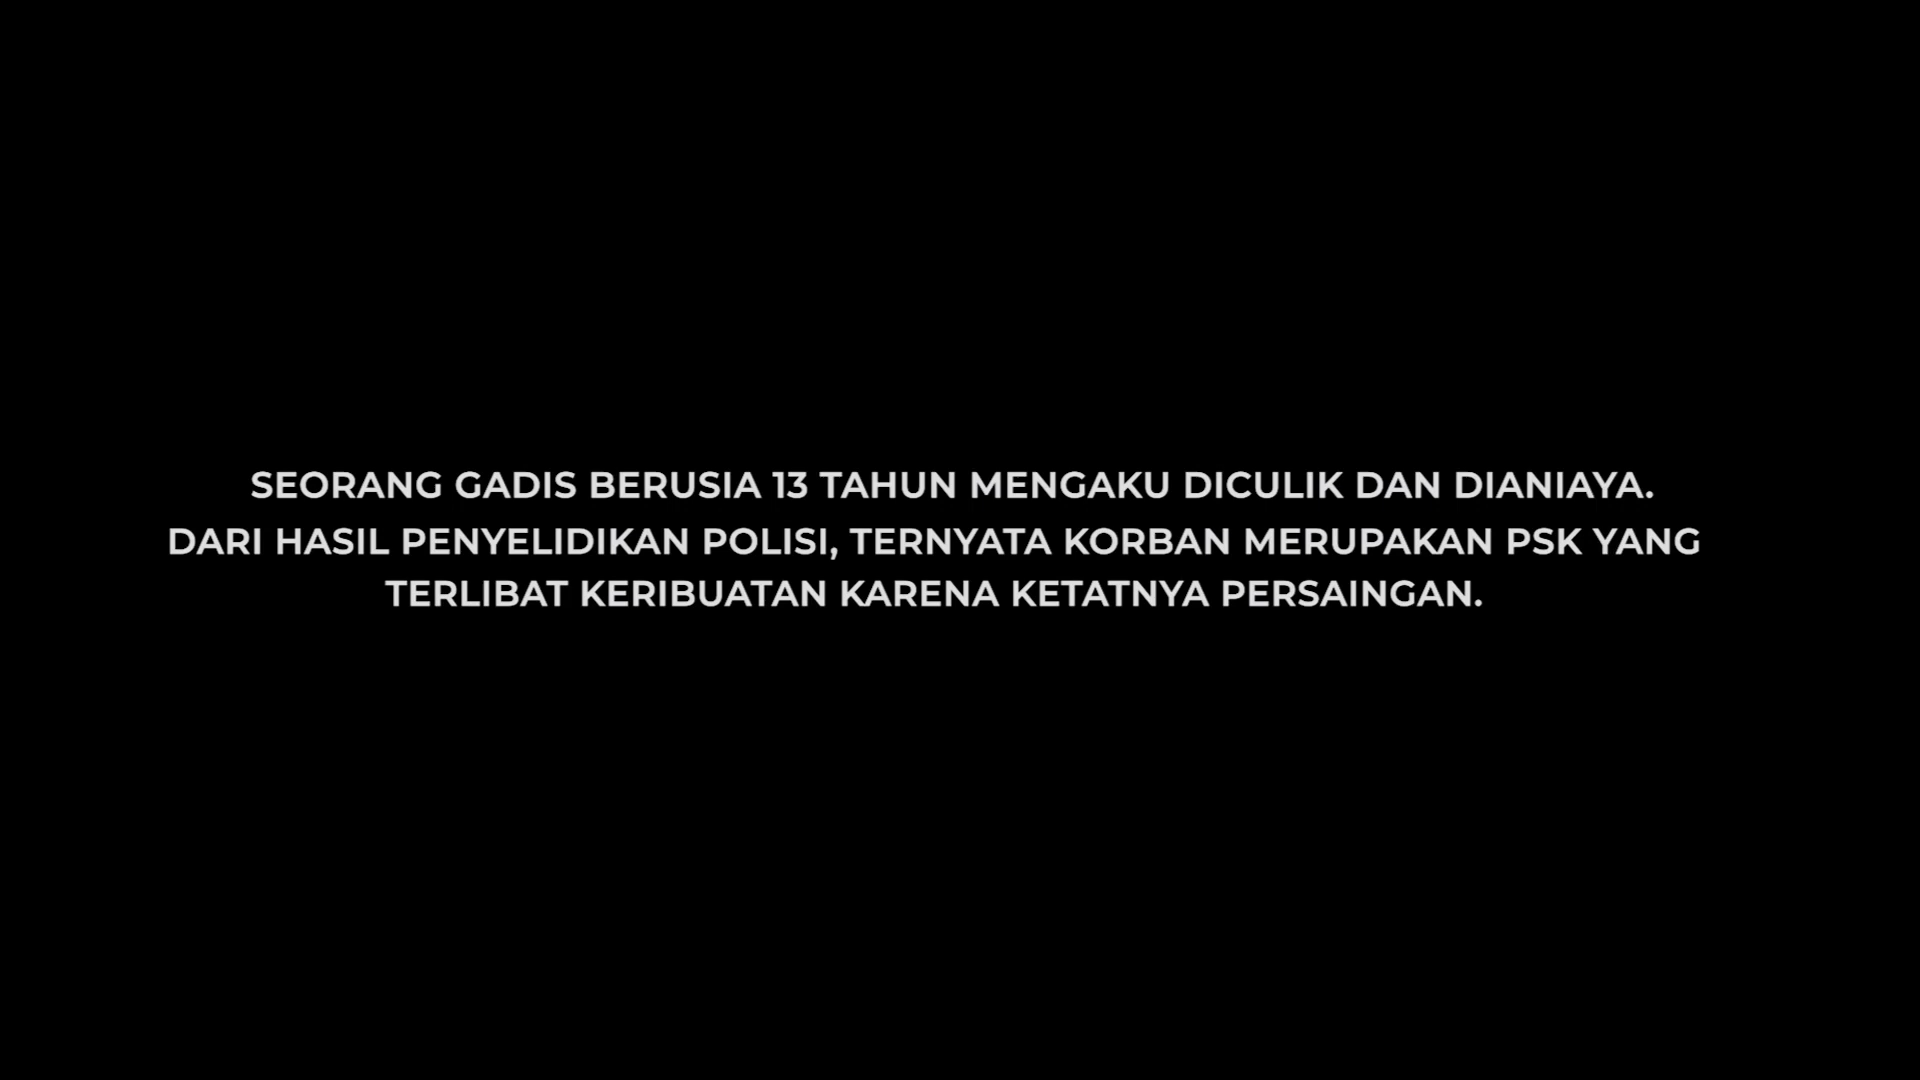 SEORANG GADIS BERUSIA 13 TAHUN MENGAKU DICULIK DAN DIANIAYA.
DARI HASIL PENYELIDIKAN POLISI, TERNYATA KORBAN MERUPAKAN PSK YANG
TERLIBAT KERIBUATAN KARENA KETATNYA PERSAINGAN.